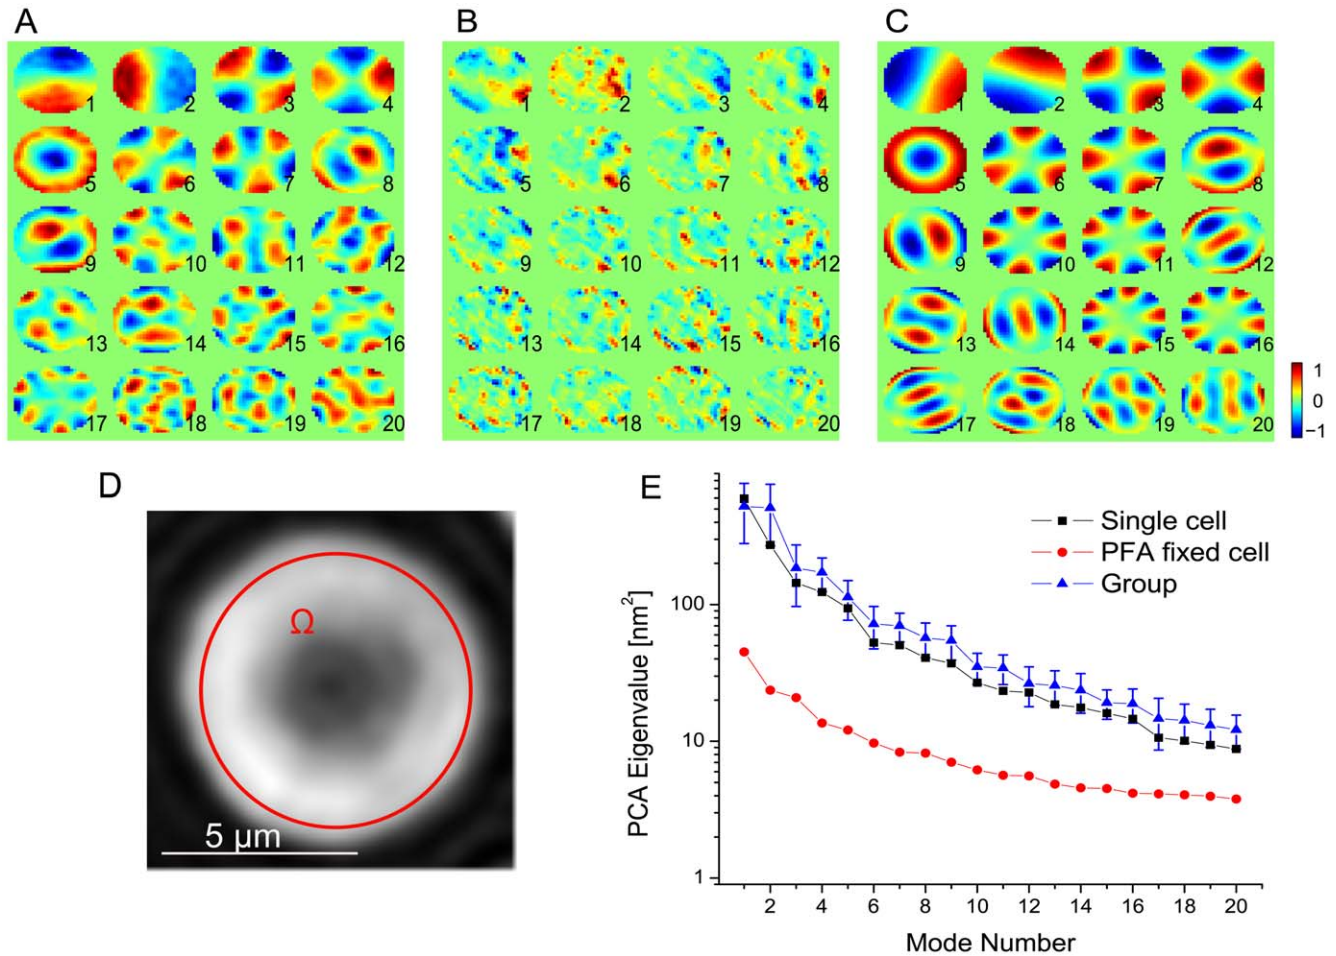 A B C
1 2 3 4
5 6 7 8
9 10 11 12
13 14 15 16
17 18 19 20
1 2 3 4
5 6 7 8
9 10 11 12
13 14 15 16
17 18 19 20
1 2 3 4
5 6 7 8
9 10 11 12
13 14 15 16
17 18 19 20
1
0
−1
D
Ω
5 µm
E
PCA Eigenvalue [nm²]
100
10
1
Single cell
PFA fixed cell
Group
2 4 6 8 10 12 14 16 18 20
Mode Number